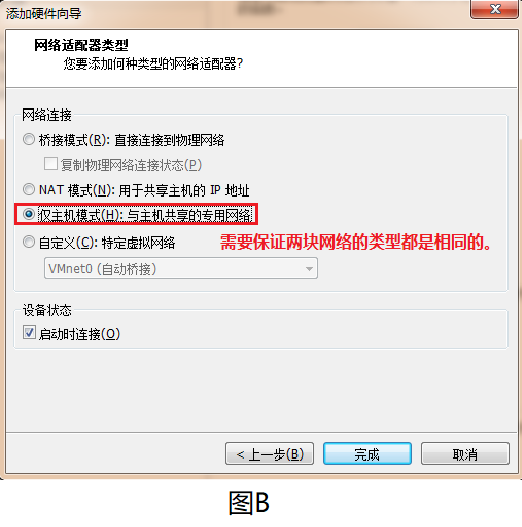 添加硬件向导
网络适配器类型
您要添加何种类型的网络适配器?
网络连接
桥接模式(R): 直接连接到物理网络
复制物理网络连接状态(P)
NAT 模式(N): 用于共享主机的 IP 地址
仅主机模式(H): 与主机共享的专用网络
自定义(C): 特定虚拟网络
需要保证两块网络的类型都是相同的。
VMnet0 (自动桥接)
设备状态
启动时连接(O)
< 上一步(B)
完成
取消
图B